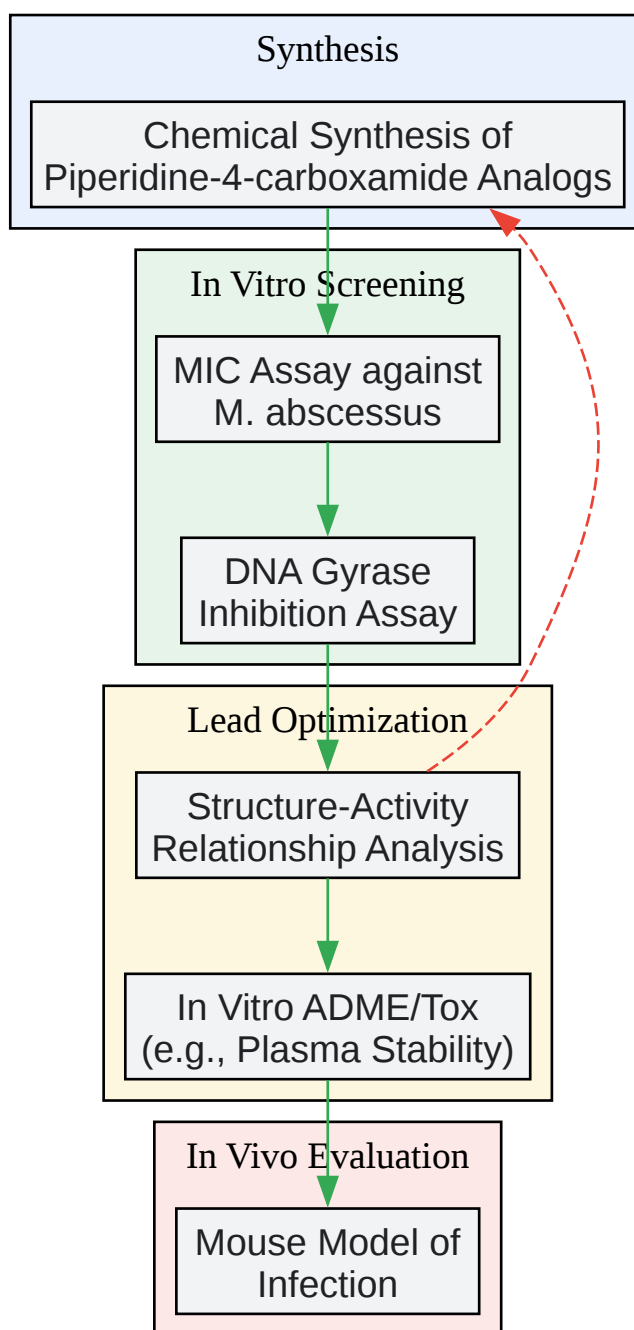 Synthesis
Chemical Synthesis of
Piperidine-4-carboxamide Analogs
In Vitro Screening
MIC Assay against
M. abscessus
DNA Gyrase
Inhibition Assay
Lead Optimization
Structure-Activity
Relationship Analysis
In Vitro ADME/Tox
(e.g., Plasma Stability)
In Vivo Evaluation
Mouse Model of
Infection